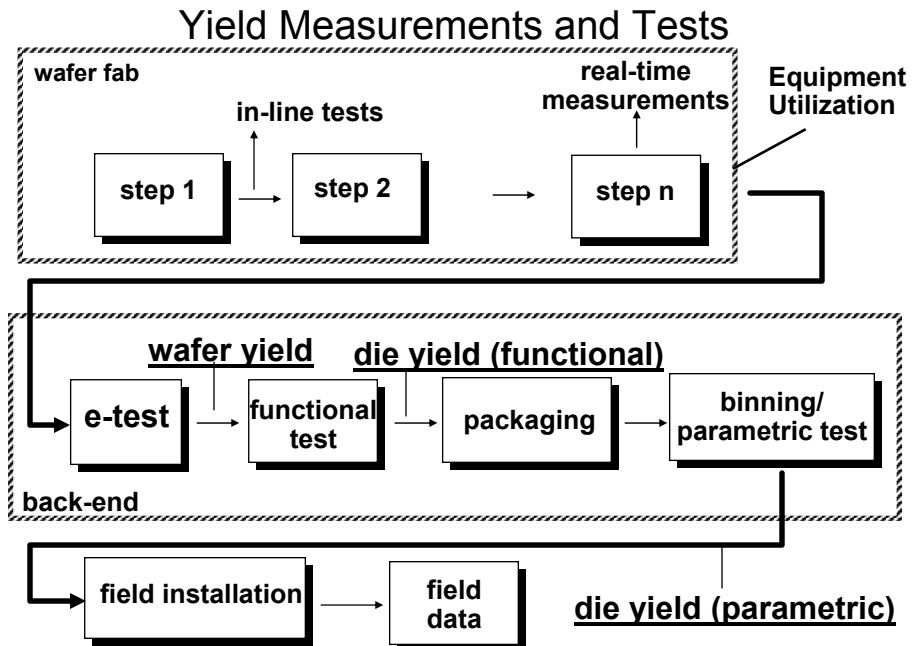 Yield Measurements and Tests
wafer fab
real-time
measurements
Equipment
Utilization
in-line tests
step 1
step 2
step n
wafer yield
die yield (functional)
e-test
functional
test
packaging
binning/
parametric test
back-end
field installation
field
data
die yield (parametric)